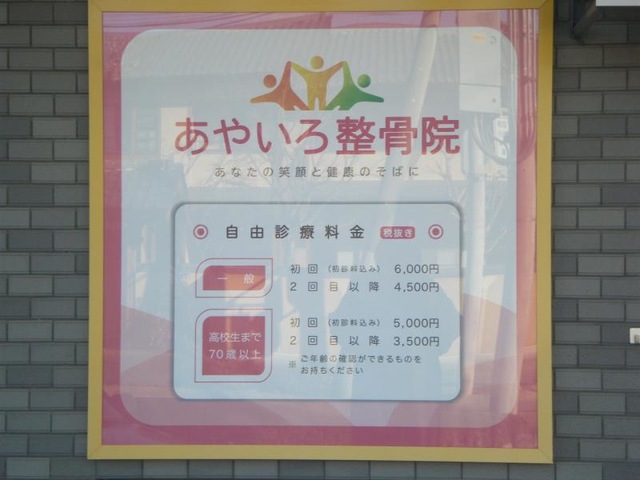 あやいろ整骨院
あなたの笑顔と健康のそばに
自由診療料金 税抜き
一般
初回 (初診料込み) 6,000円
2回目以降 4,500円
高校生まで
70歳以上
初回 (初診料込み) 5,000円
2回目以降 3,500円
※ ご年齢の確認ができるものを
お持ちください